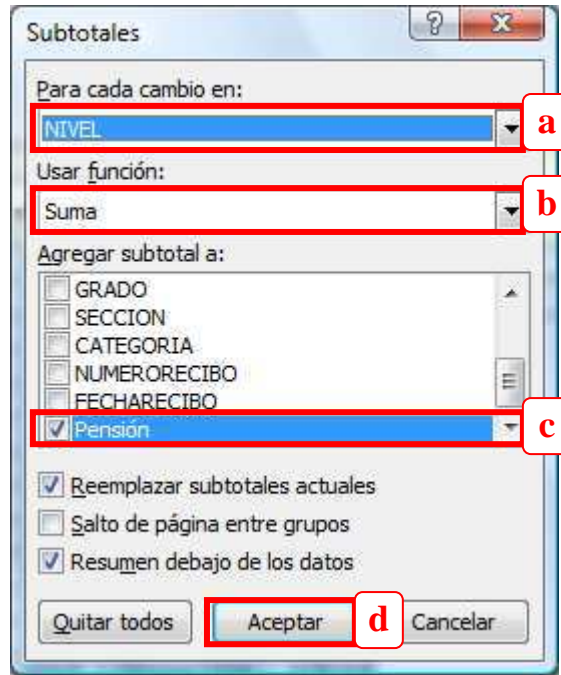 Subtotales
Para cada cambio en:
NIVEL
a
Usar función:
Suma
b
Agregar subtotal a:
GRADO
SECCION
CATEGORIA
NUMERORECIBO
FECHARECIBO
Pensión
c
Reemplazar subtotales actuales
Salto de página entre grupos
Resumen debajo de los datos
Quitar todos Aceptar d Cancelar